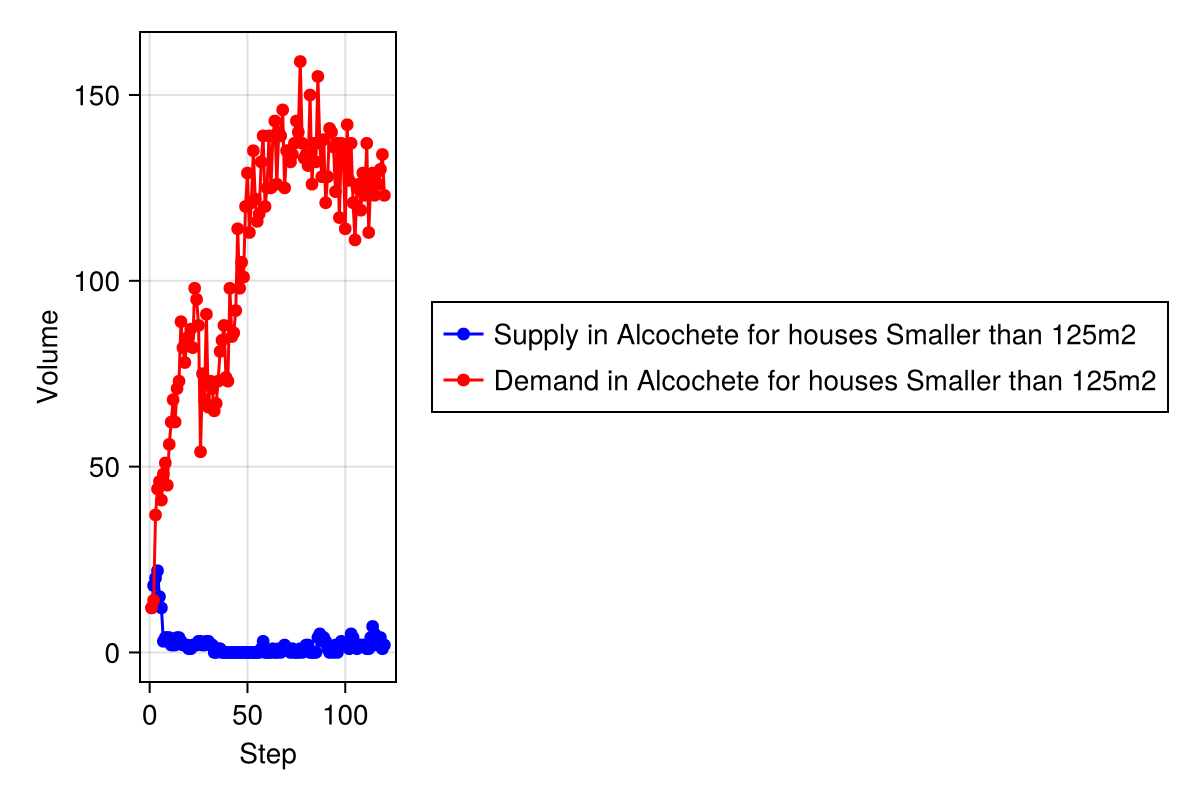 150
100
50
0
Volume
0 50 100
Step
Supply in Alcochete for houses Smaller than 125m2
Demand in Alcochete for houses Smaller than 125m2